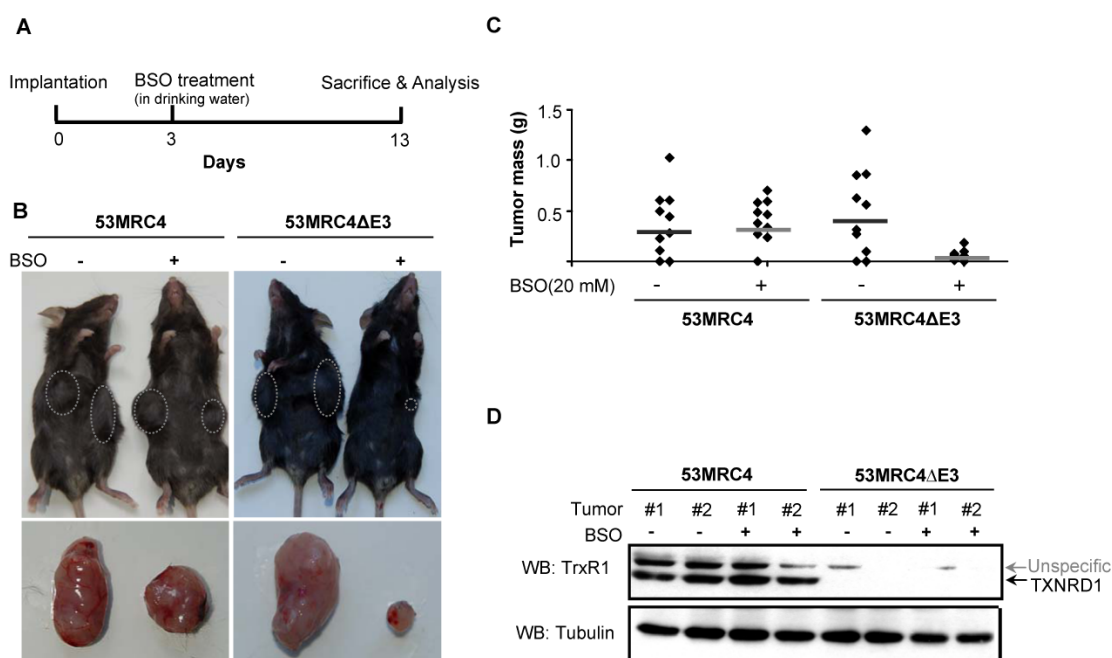 A
Implantation BSO treatment Sacrifice & Analysis
(in drinking water)
0 3 13
Days
B
53MRC4 53MRC4ΔE3
BSO - + - +
C
Tumor mass (g)
1.5
1.0
0.5
BSO(20 mM) - + - +
53MRC4 53MRC4ΔE3
D
53MRC4 53MRC4ΔE3
Tumor #1 #2 #1 #2 #1 #2 #1 #2
BSO - - + + - - + +
WB: TrxR1 Unspecific
TXNRD1
WB: Tubulin